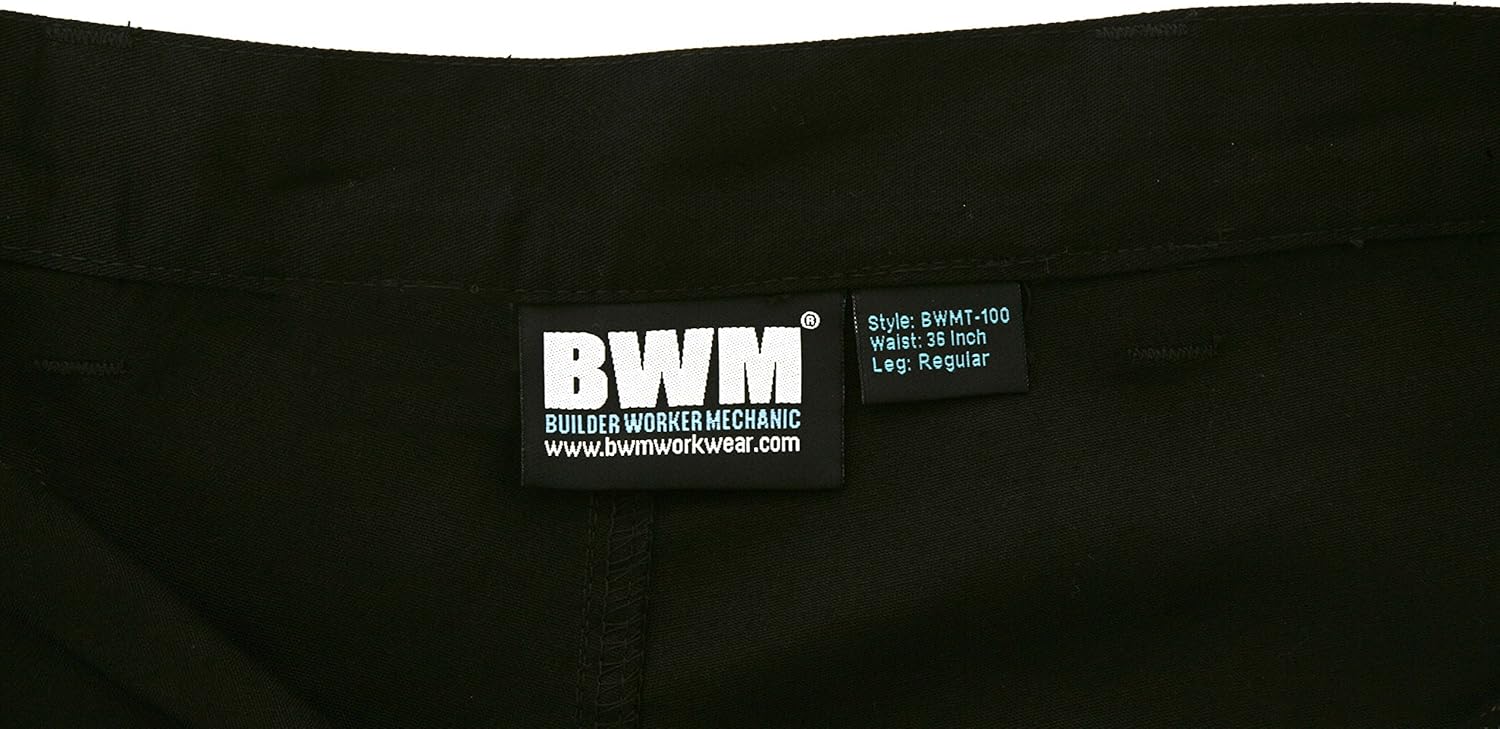 BWM®
BUILDER WORKER MECHANIC
www.bwmworkwear.com
Style: BWMT-100
Waist: 36 Inch
Leg: Regular